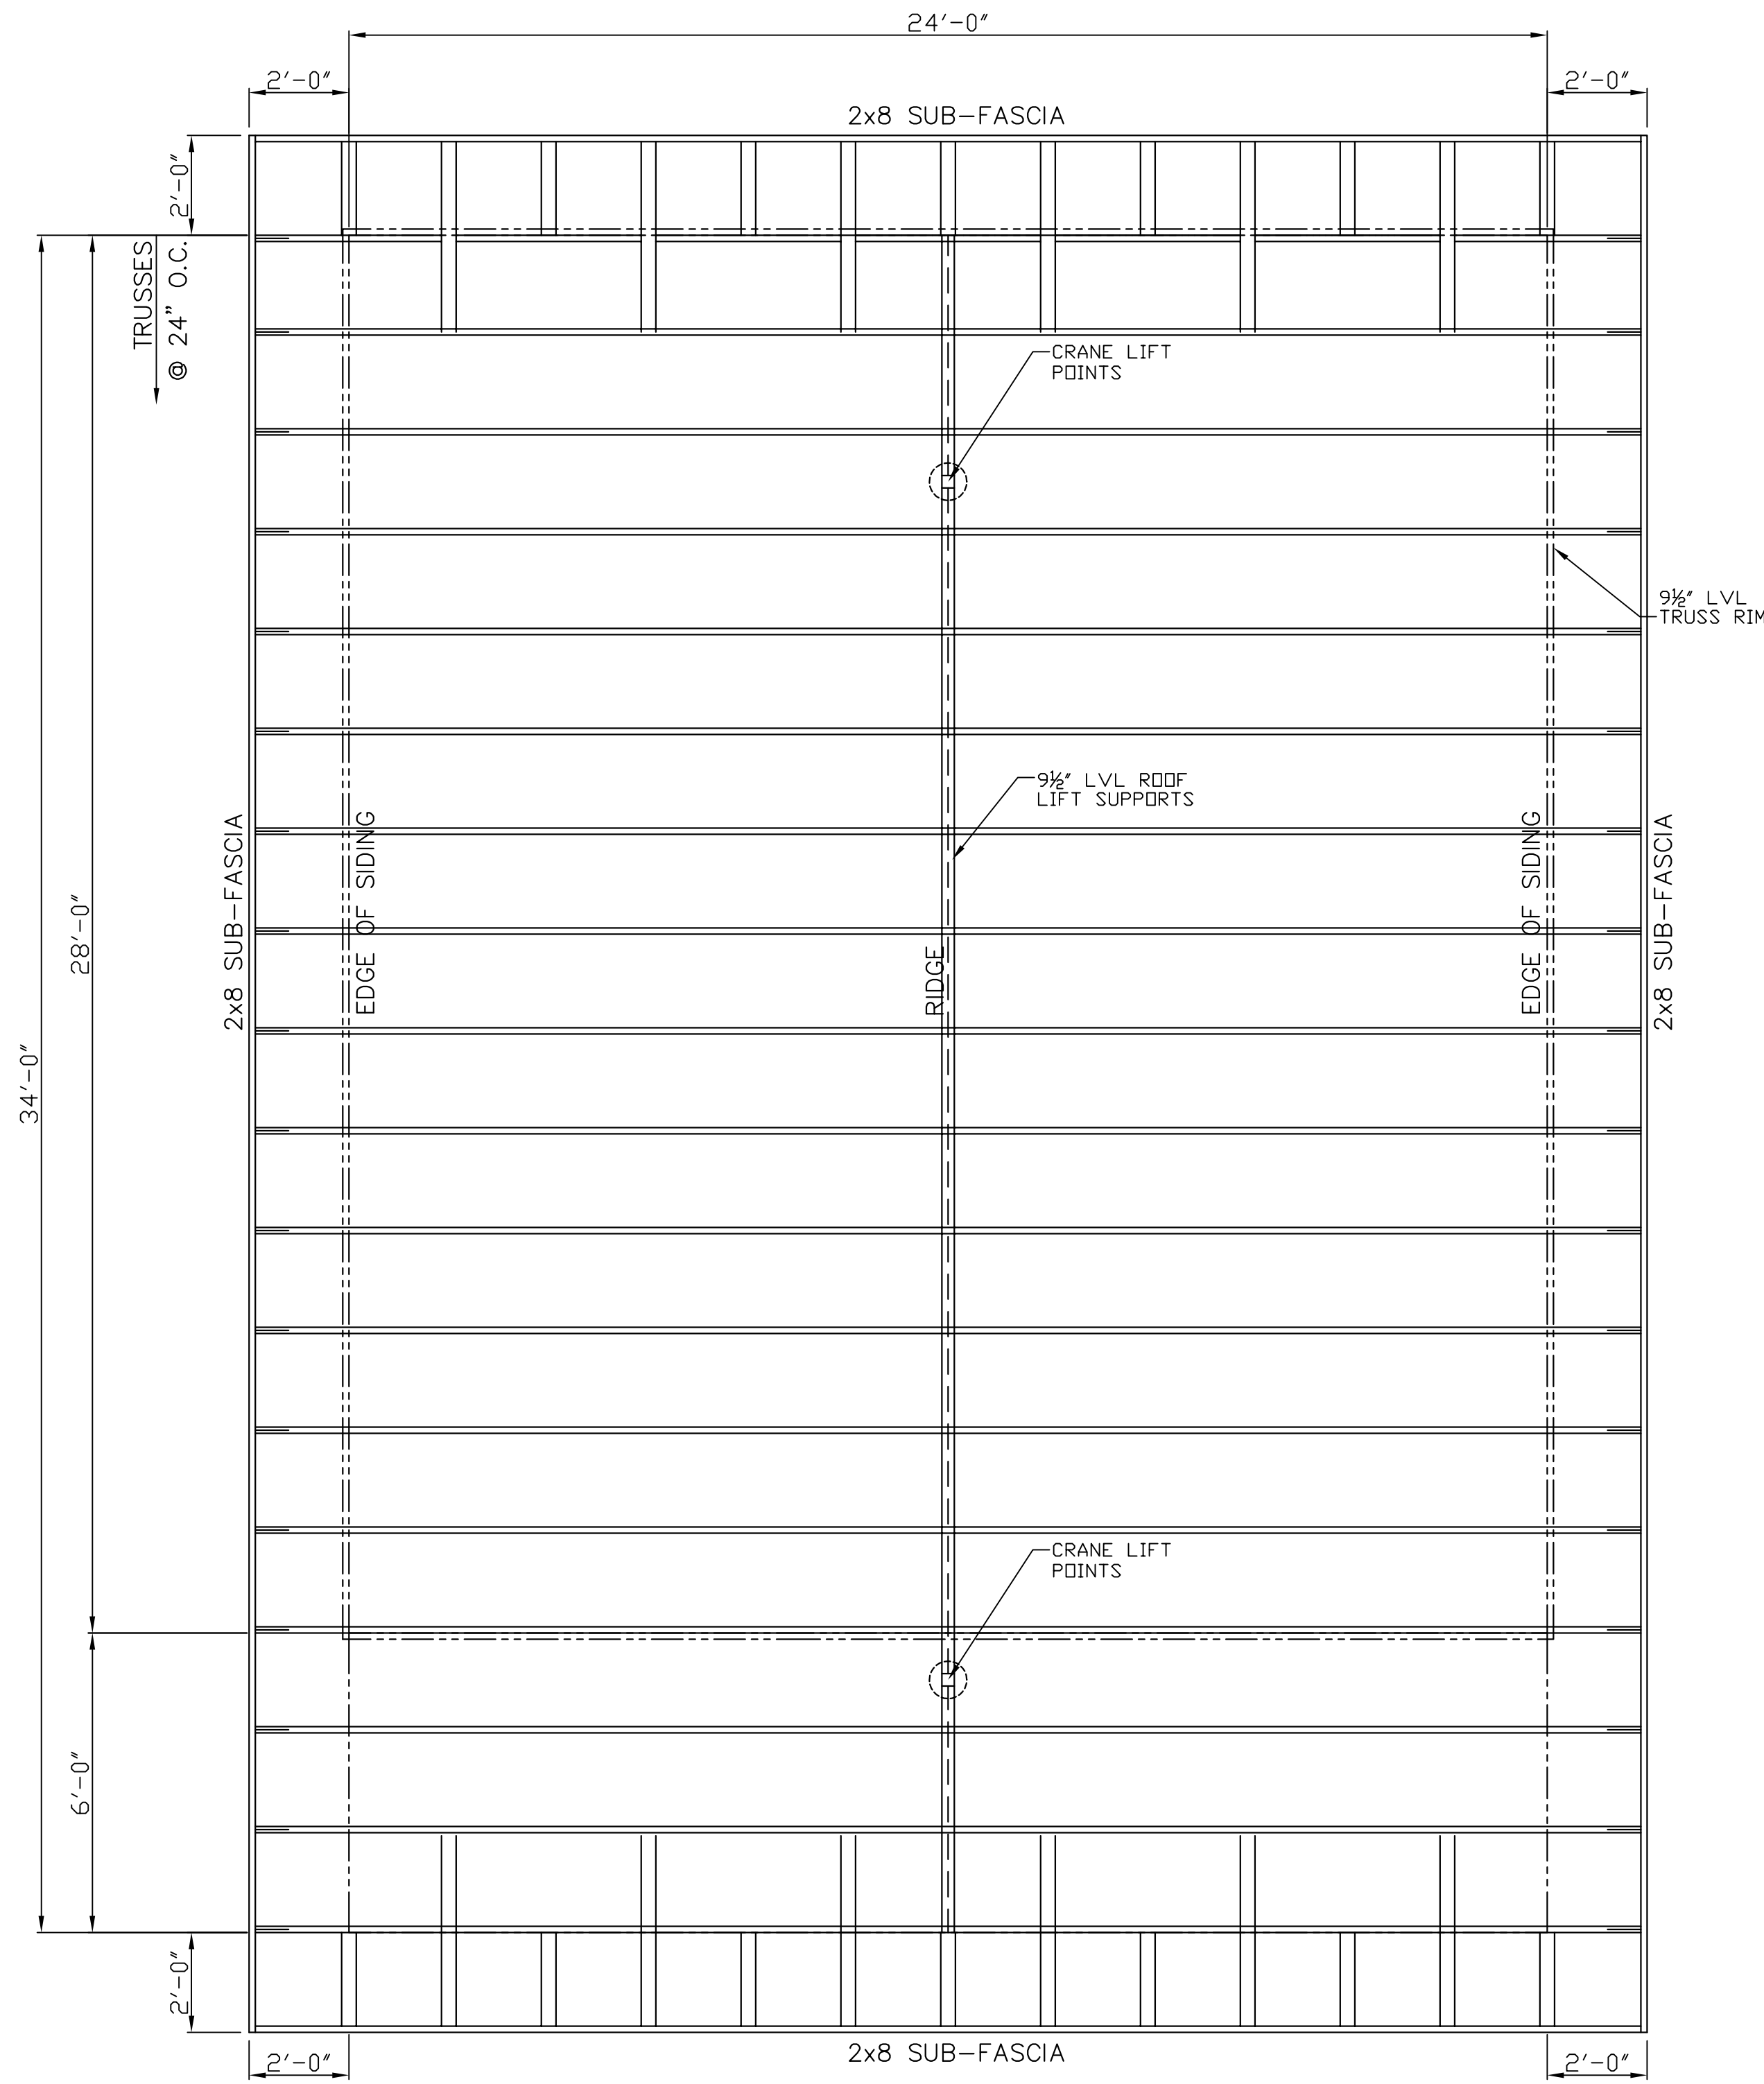 24'-0"
2'-0"
2'-0"
2x8 SUB-FASCIA
2'-0"
TRUSSES
@ 24" O.C.
CRANE LIFT
POINTS
9½" LVL
TRUSS RIM
9½" LVL ROOF
LIFT SUPPORTS
2x8 SUB-FASCIA
EDGE OF SIDING
RIDGE
EDGE OF SIDING
2x8 SUB-FASCIA
28'-0"
34'-0"
CRANE LIFT
POINTS
6'-0"
2'-0"
2x8 SUB-FASCIA
2'-0"
2'-0"